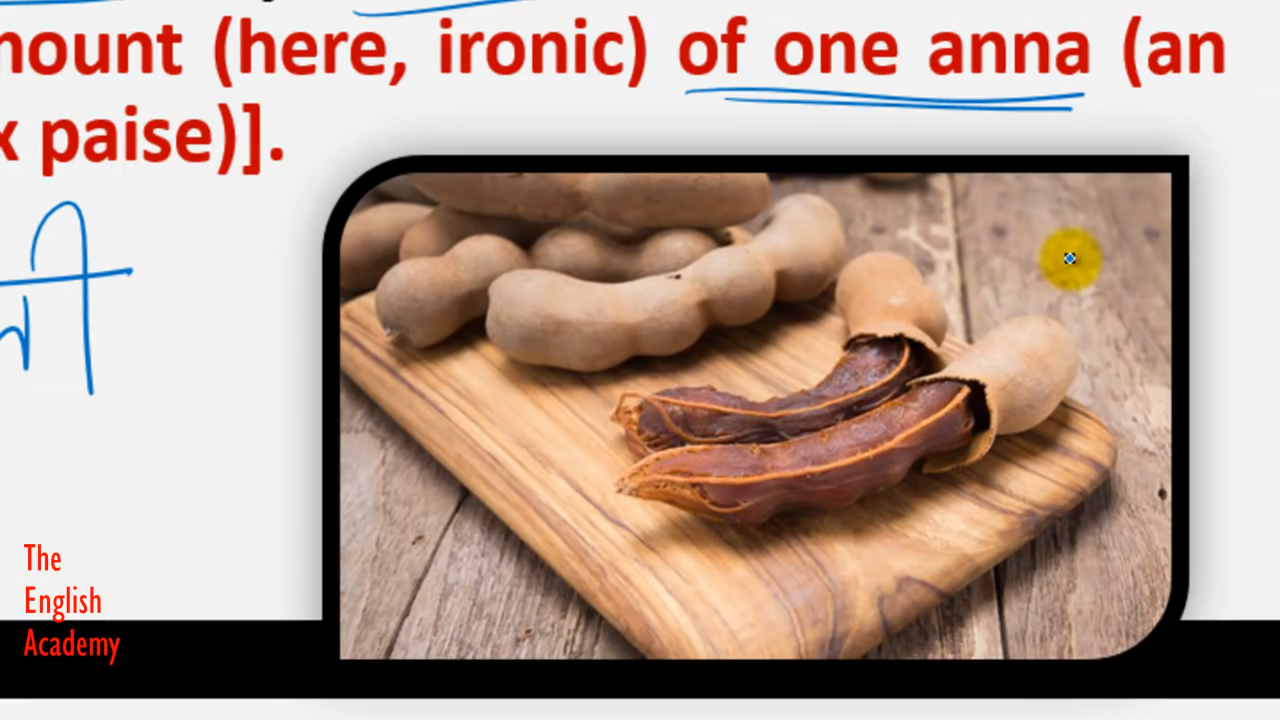 nount (here, ironic) of one anna (an
x paise)].
The
English
Academy